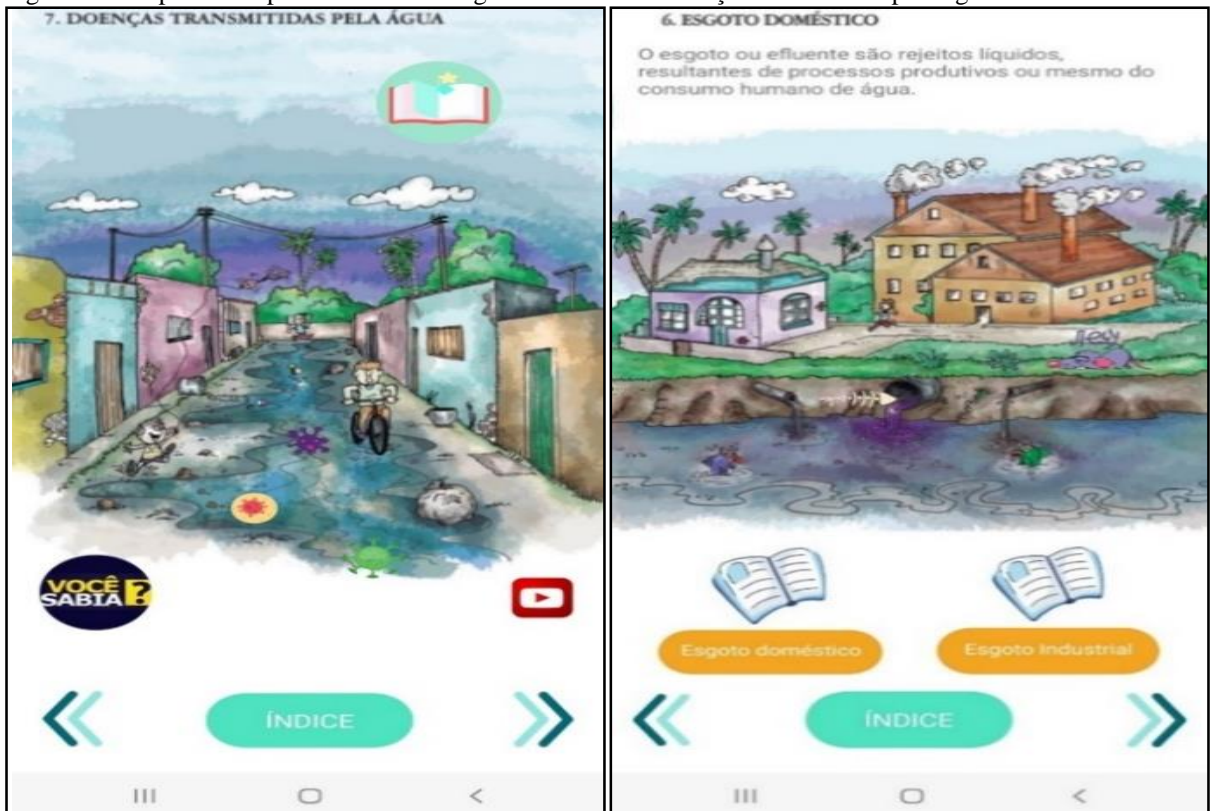 7. DOENÇAS TRANSMITIDAS PELA ÁGUA
VOCÊ
SABIA ?
ÍNDICE
6. ESGOTO DOMÉSTICO
O esgoto ou efluente são rejeitos líquidos,
resultantes de processos produtivos ou mesmo do
consumo humano de água.
Esgoto doméstico
Esgoto Industrial
ÍNDICE